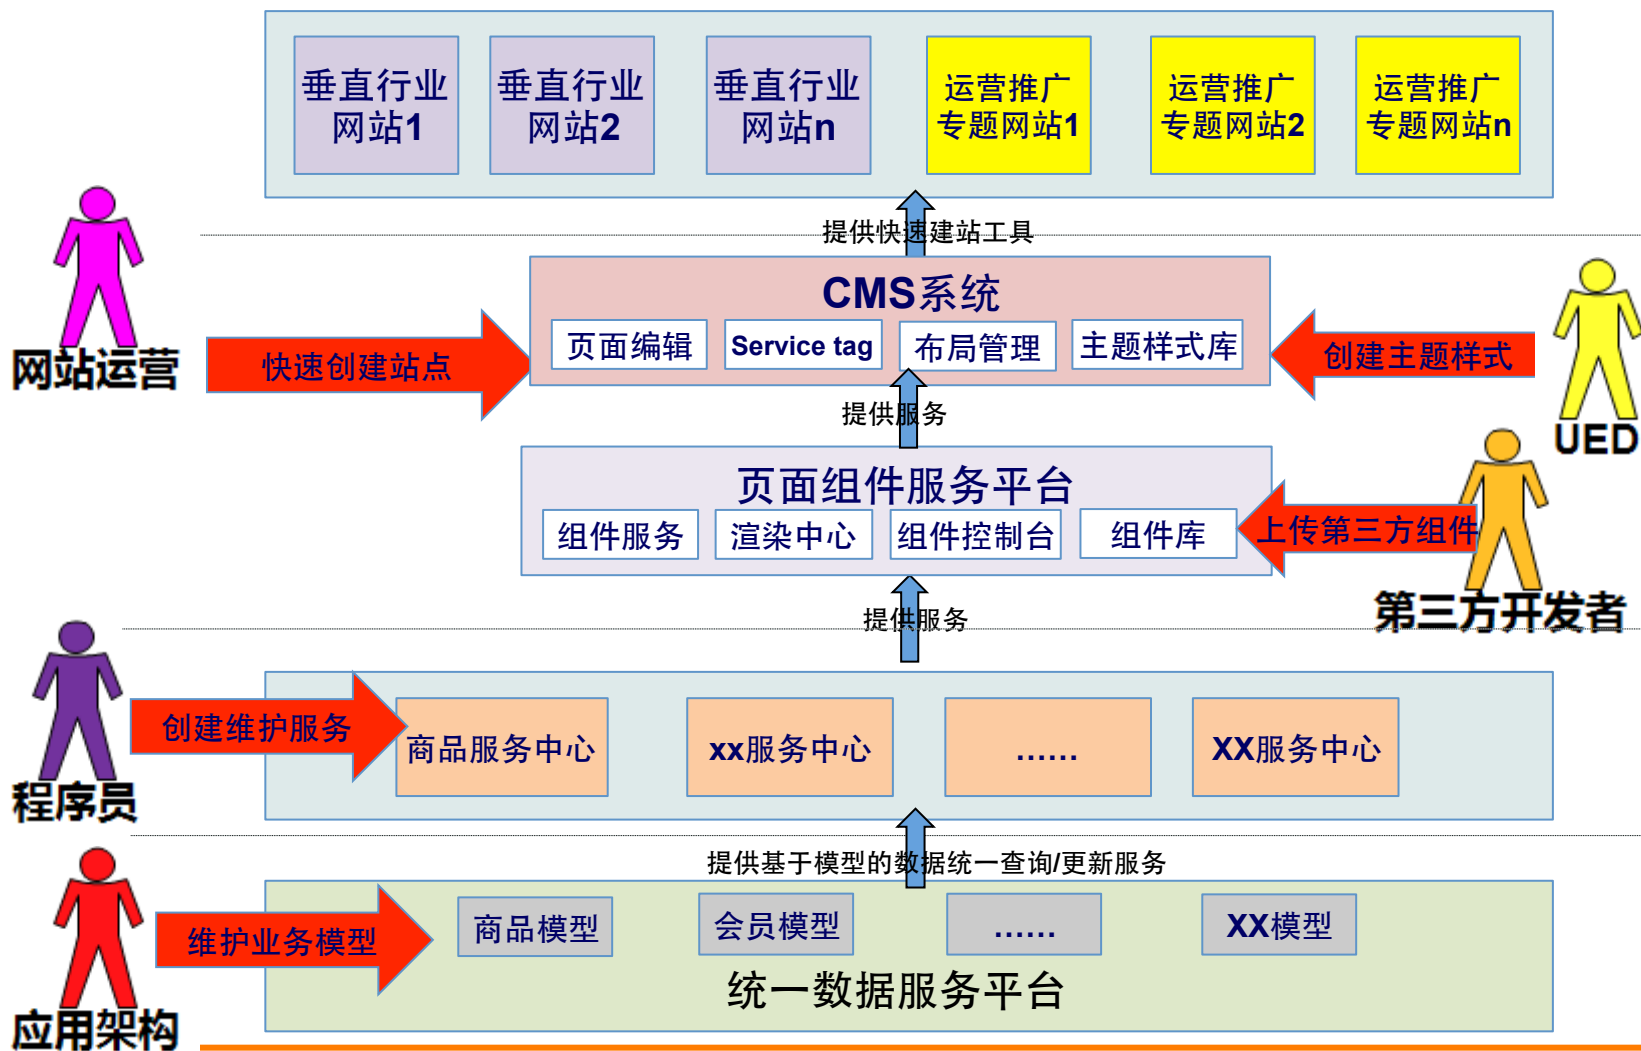 垂直行业
网站1
垂直行业
网站2
垂直行业
网站n
运营推广
专题网站1
运营推广
专题网站2
运营推广
专题网站n
提供快速建站工具
CMS系统
页面编辑
Service tag
布局管理
主题样式库
网站运营
快速创建站点
创建主题样式
UED
提供服务
页面组件服务平台
组件服务
渲染中心
组件控制台
组件库
上传第三方组件
第三方开发者
提供服务
程序员
创建维护服务
商品服务中心
xx服务中心
......
XX服务中心
提供基于模型的数据统一查询/更新服务
应用架构
维护业务模型
商品模型
会员模型
......
XX模型
统一数据服务平台